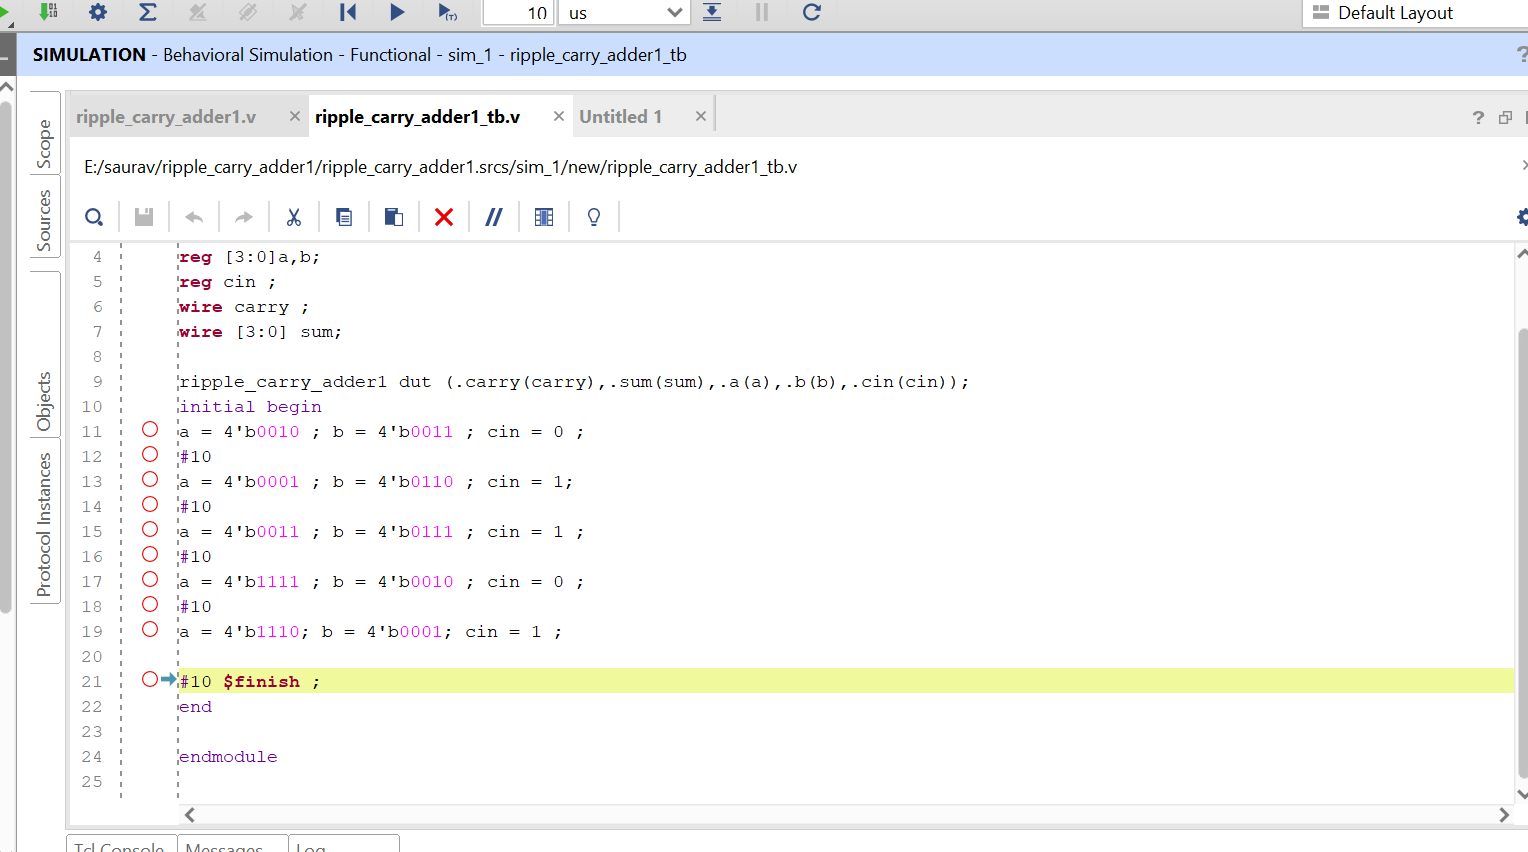 10 us Default Layout
SIMULATION - Behavioral Simulation - Functional - sim_1 - ripple_carry_adder1_tb ?
Scope
Sources
Objects
Protocol Instances
ripple_carry_adder1.v × ripple_carry_adder1_tb.v × Untitled 1 × ?
E:/saurav/ripple_carry_adder1/ripple_carry_adder1.srcs/sim_1/new/ripple_carry_adder1_tb.v
4 reg [3:0]a,b;
5 reg cin ;
6 wire carry ;
7 wire [3:0] sum;
8
9 ripple_carry_adder1 dut (.carry(carry),.sum(sum),.a(a),.b(b),.cin(cin));
10 initial begin
11 a = 4'b0010 ; b = 4'b0011 ; cin = 0 ;
12 #10
13 a = 4'b0001 ; b = 4'b0110 ; cin = 1;
14 #10
15 a = 4'b0011 ; b = 4'b0111 ; cin = 1 ;
16 #10
17 a = 4'b1111 ; b = 4'b0010 ; cin = 0 ;
18 #10
19 a = 4'b1110; b = 4'b0001; cin = 1 ;
20
21 #10 $finish ;
22 end
23
24 endmodule
25
Tcl Console Messages Log